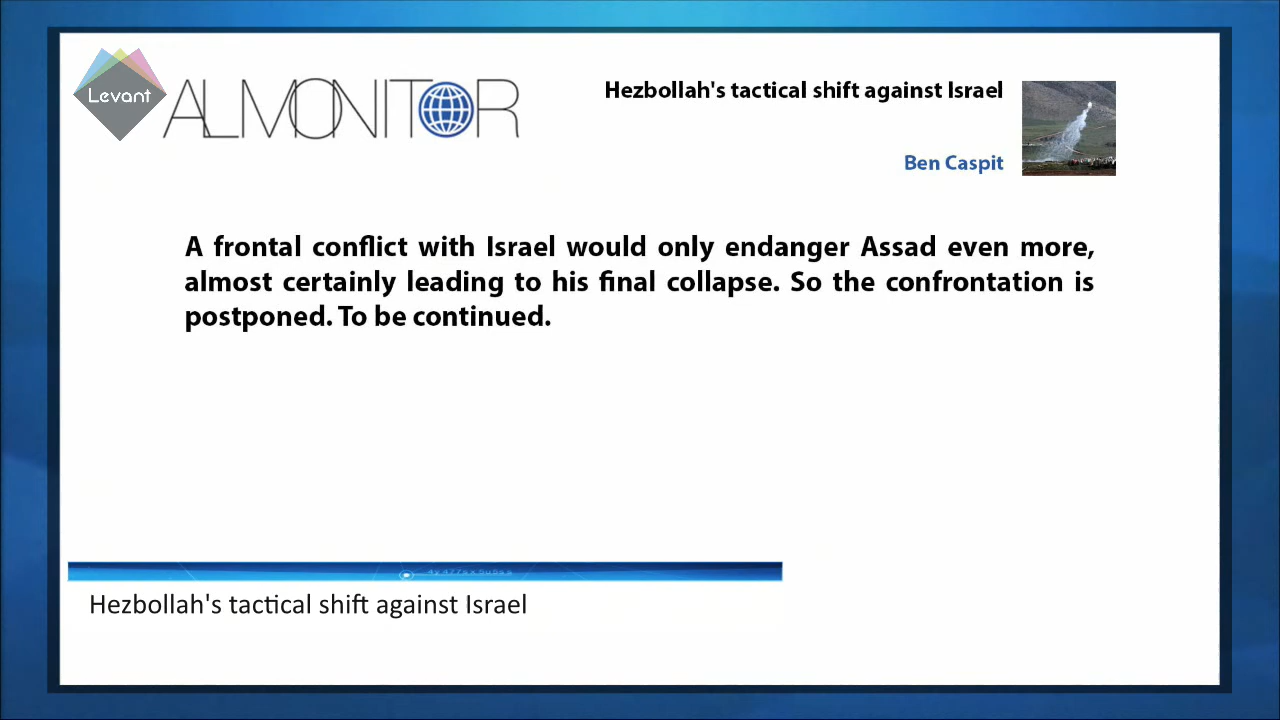 Levant
ALMONITOR
Hezbollah's tactical shift against Israel
Ben Caspit
A frontal conflict with Israel would only endanger Assad even more,
almost certainly leading to his final collapse. So the confrontation is
postponed. To be continued.
Hezbollah's tactical shift against Israel